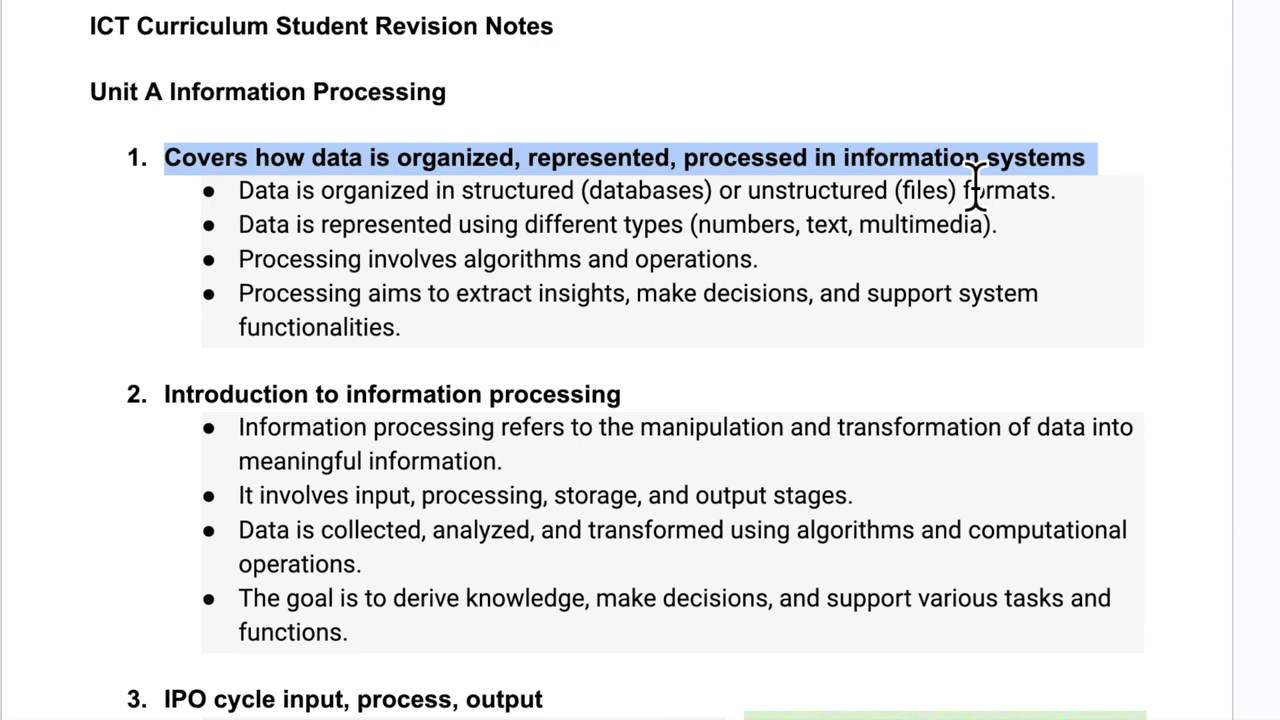 ICT Curriculum Student Revision Notes
Unit A Information Processing
1. Covers how data is organized, represented, processed in information systems
● Data is organized in structured (databases) or unstructured (files) formats.
● Data is represented using different types (numbers, text, multimedia).
● Processing involves algorithms and operations.
● Processing aims to extract insights, make decisions, and support system
functionalities.
2. Introduction to information processing
● Information processing refers to the manipulation and transformation of data into
meaningful information.
● It involves input, processing, storage, and output stages.
● Data is collected, analyzed, and transformed using algorithms and computational
operations.
● The goal is to derive knowledge, make decisions, and support various tasks and
functions.
3. IPO cycle input, process, output